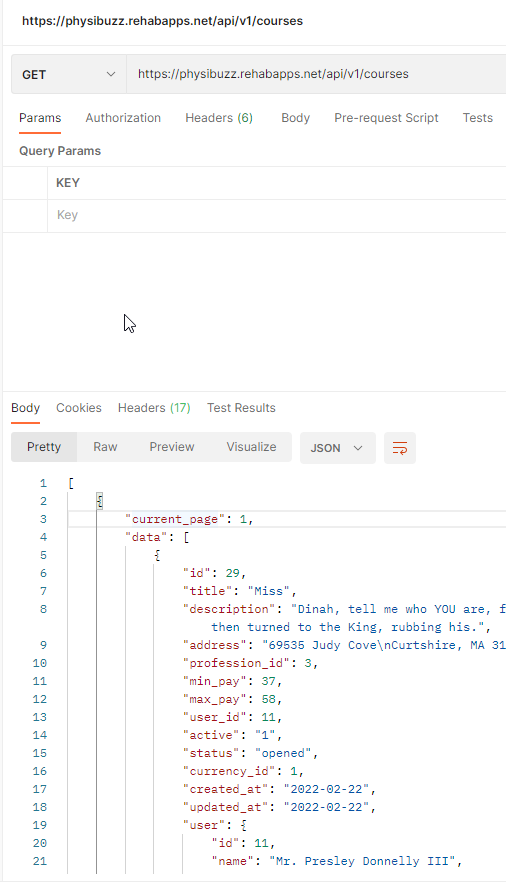 https://physibuzz.rehabapps.net/api/v1/courses
GET https://physibuzz.rehabapps.net/api/v1/courses
Params Authorization Headers (6) Body Pre-request Script Tests
Query Params
KEY
Key
Body Cookies Headers (17) Test Results
Pretty Raw Preview Visualize JSON
1 [
2 {
3 "current_page": 1,
4 "data": [
5 {
6 "id": 29,
7 "title": "Miss",
8 "description": "Dinah, tell me who YOU are, f
then turned to the King, rubbing his.",
9 "address": "69535 Judy Cove\nCurtshire, MA 31
10 "profession_id": 3,
11 "min_pay": 37,
12 "max_pay": 58,
13 "user_id": 11,
14 "active": "1",
15 "status": "opened",
16 "currency_id": 1,
17 "created_at": "2022-02-22",
18 "updated_at": "2022-02-22",
19 "user": {
20 "id": 11,
21 "name": "Mr. Presley Donnelly III",